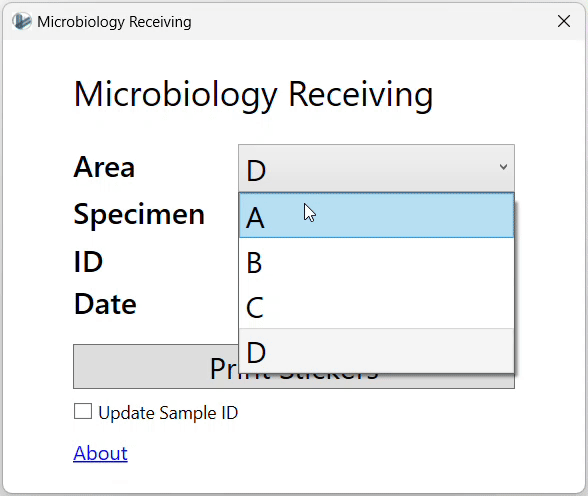 Microbiology Receiving
Microbiology Receiving
Area D
Specimen A
B
ID
C
Date
D
Print Stickers
Update Sample ID
About